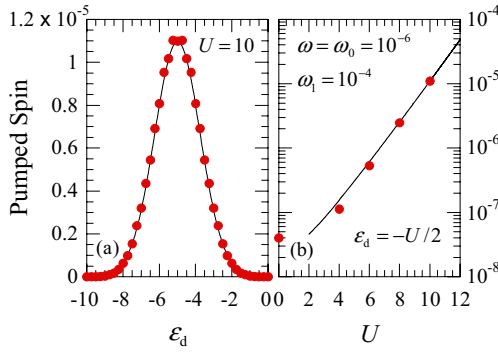 1.2 x 10⁻⁵
1
0.8
0.6
0.4
0.2
0
Pumped Spin
U = 10
(a)
-10 -8 -6 -4 -2 0
ε_d
ω = ω₀ = 10⁻⁶
ω₁ = 10⁻⁴
(b)
ε_d = −U/2
10⁻⁴
10⁻⁵
10⁻⁶
10⁻⁷
10⁻⁸
0 2 4 6 8 10 12
U